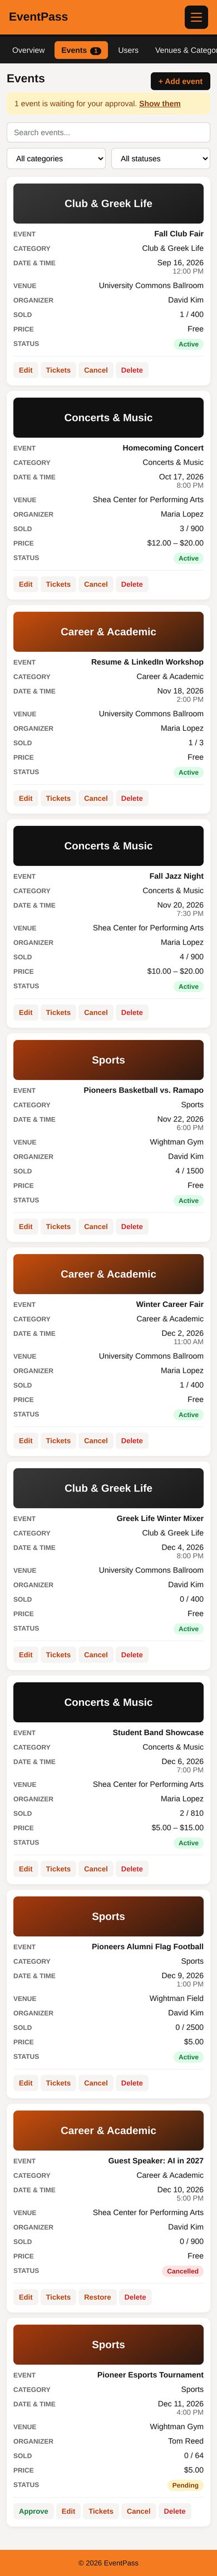 EventPass
Overview Events 1 Users Venues & Categor
Events
+ Add event
1 event is waiting for your approval. Show them
Search events...
All categories All statuses
Club & Greek Life
EVENT Fall Club Fair
CATEGORY Club & Greek Life
DATE & TIME Sep 16, 2026
12:00 PM
VENUE University Commons Ballroom
ORGANIZER David Kim
SOLD 1 / 400
PRICE Free
STATUS Active
Edit Tickets Cancel Delete
Concerts & Music
EVENT Homecoming Concert
CATEGORY Concerts & Music
DATE & TIME Oct 17, 2026
8:00 PM
VENUE Shea Center for Performing Arts
ORGANIZER Maria Lopez
SOLD 3 / 900
PRICE $12.00 – $20.00
STATUS Active
Edit Tickets Cancel Delete
Career & Academic
EVENT Resume & LinkedIn Workshop
CATEGORY Career & Academic
DATE & TIME Nov 18, 2026
2:00 PM
VENUE University Commons Ballroom
ORGANIZER Maria Lopez
SOLD 1 / 3
PRICE Free
STATUS Active
Edit Tickets Cancel Delete
Concerts & Music
EVENT Fall Jazz Night
CATEGORY Concerts & Music
DATE & TIME Nov 20, 2026
7:30 PM
VENUE Shea Center for Performing Arts
ORGANIZER Maria Lopez
SOLD 4 / 900
PRICE $10.00 – $20.00
STATUS Active
Edit Tickets Cancel Delete
Sports
EVENT Pioneers Basketball vs. Ramapo
CATEGORY Sports
DATE & TIME Nov 22, 2026
6:00 PM
VENUE Wightman Gym
ORGANIZER David Kim
SOLD 4 / 1500
PRICE Free
STATUS Active
Edit Tickets Cancel Delete
Career & Academic
EVENT Winter Career Fair
CATEGORY Career & Academic
DATE & TIME Dec 2, 2026
11:00 AM
VENUE University Commons Ballroom
ORGANIZER Maria Lopez
SOLD 1 / 400
PRICE Free
STATUS Active
Edit Tickets Cancel Delete
Club & Greek Life
EVENT Greek Life Winter Mixer
CATEGORY Club & Greek Life
DATE & TIME Dec 4, 2026
8:00 PM
VENUE University Commons Ballroom
ORGANIZER David Kim
SOLD 0 / 400
PRICE Free
STATUS Active
Edit Tickets Cancel Delete
Concerts & Music
EVENT Student Band Showcase
CATEGORY Concerts & Music
DATE & TIME Dec 6, 2026
7:00 PM
VENUE Shea Center for Performing Arts
ORGANIZER Maria Lopez
SOLD 2 / 810
PRICE $5.00 – $15.00
STATUS Active
Edit Tickets Cancel Delete
Sports
EVENT Pioneers Alumni Flag Football
CATEGORY Sports
DATE & TIME Dec 9, 2026
1:00 PM
VENUE Wightman Field
ORGANIZER David Kim
SOLD 0 / 2500
PRICE $5.00
STATUS Active
Edit Tickets Cancel Delete
Career & Academic
EVENT Guest Speaker: AI in 2027
CATEGORY Career & Academic
DATE & TIME Dec 10, 2026
5:00 PM
VENUE Shea Center for Performing Arts
ORGANIZER David Kim
SOLD 0 / 900
PRICE Free
STATUS Cancelled
Edit Tickets Restore Delete
Sports
EVENT Pioneer Esports Tournament
CATEGORY Sports
DATE & TIME Dec 11, 2026
4:00 PM
VENUE Wightman Gym
ORGANIZER Tom Reed
SOLD 0 / 64
PRICE $5.00
STATUS Pending
Approve Edit Tickets Cancel Delete
© 2026 EventPass